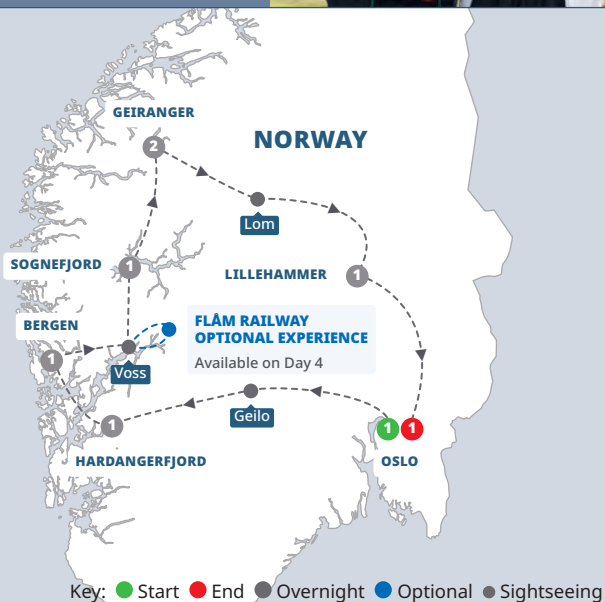 GEIRANGER
2
NORWAY
Lom
SOGNEFJORD
1
LILLEHAMMER
1
BERGEN
1
FLÅM RAILWAY
OPTIONAL EXPERIENCE
Available on Day 4
Voss
Geilo
1
HARDANGERFJORD
1 1
OSLO
Key: Start End Overnight Optional Sightseeing